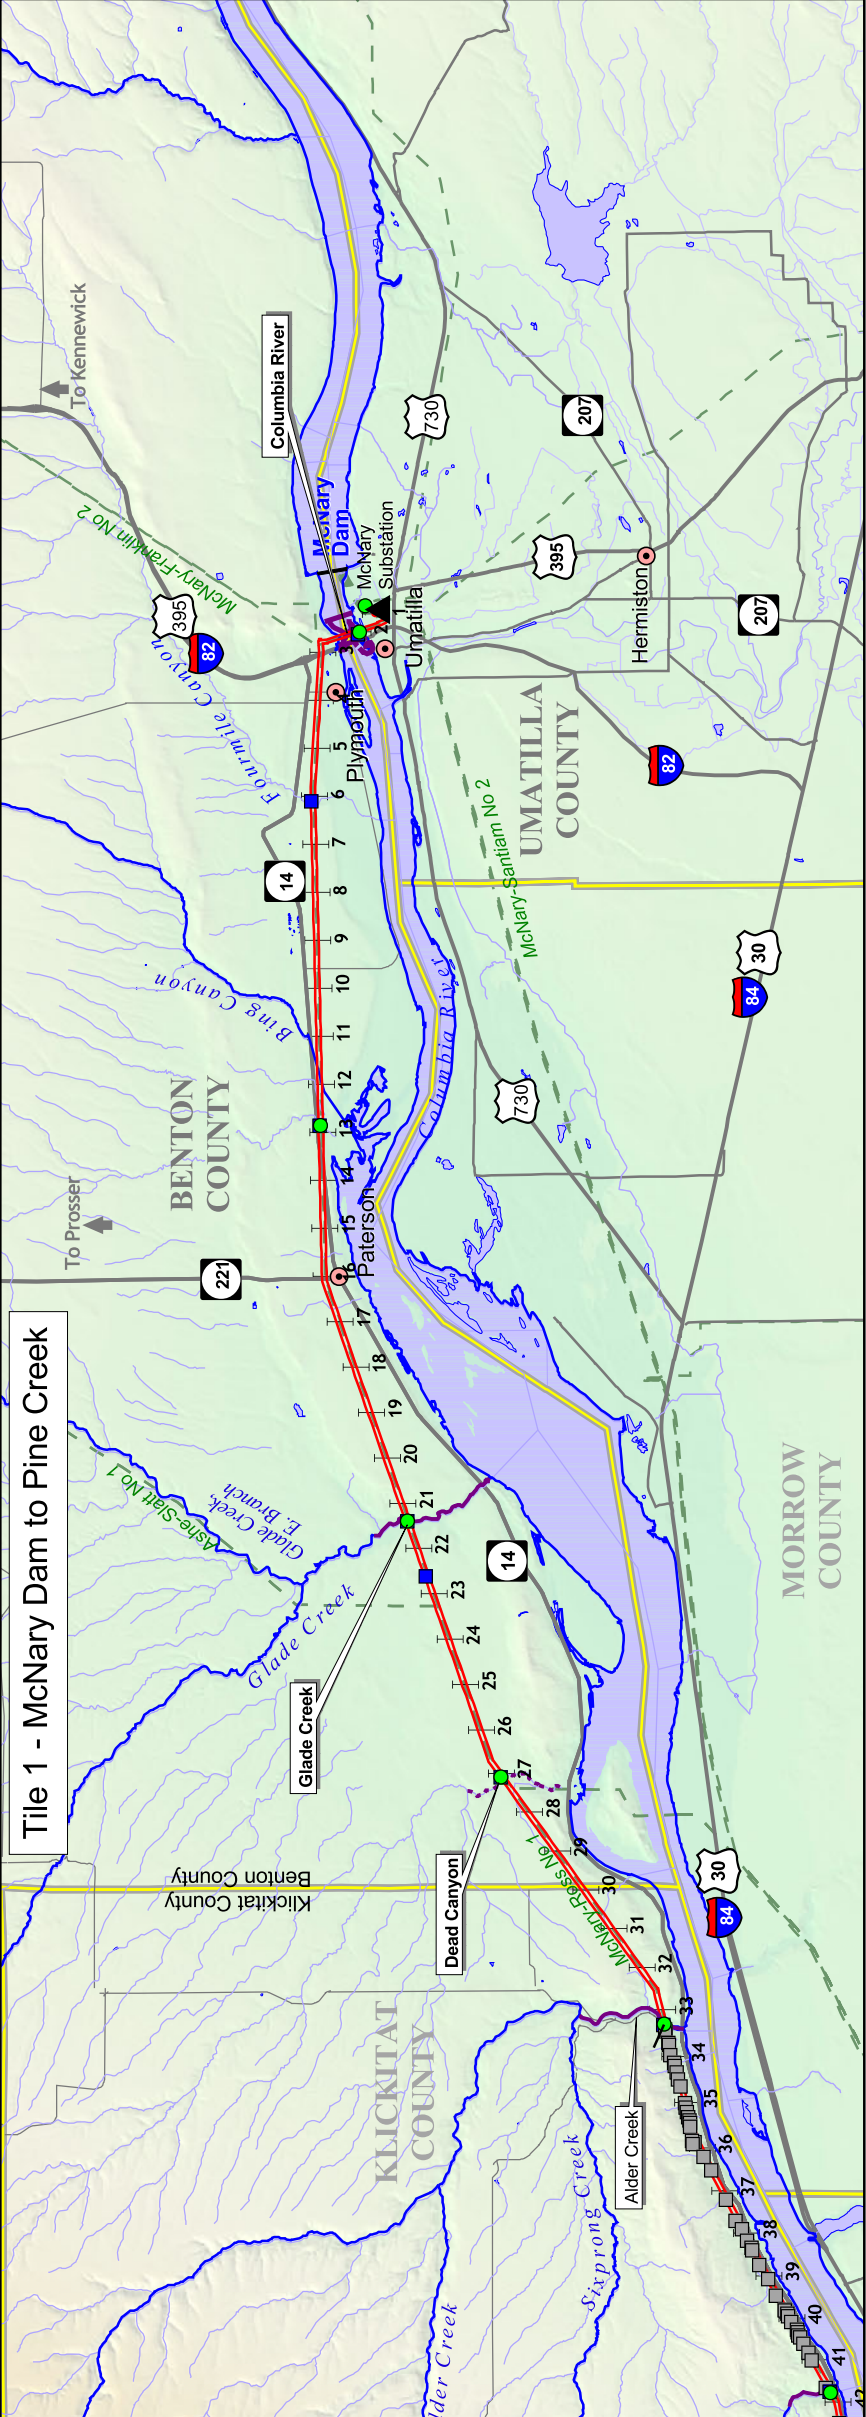 Tile 1 - McNary Dam to Pine Creek
To Kennewick
Columbia River
McNary-Franklin No 2
730
207
McNary
Dam
McNary
Substation
395
395
82
Hermiston
207
Umatilla
1
2
3
Plymouth
Fourmile Canyon
5
6
7
8
9
10
11
12
13
14
15
16
17
18
19
20
21
22
23
24
25
26
27
28
29
30
31
32
33
34
35
36
37
38
39
40
41
42
14
UMATILLA
COUNTY
82
McNary-Santiam No 2
30
84
Bing Canyon
Columbia River
730
BENTON
COUNTY
To Prosser
221
Paterson
Ashe-Slatt No.1
Glade Creek,
E. Branch
Glade Creek
Glade Creek
14
MORROW
COUNTY
Dead Canyon
McNary-Ross No 1
Benton County
Klickitat County
30
84
KLICKITAT
COUNTY
Alder Creek
Sixprong Creek
lder Creek